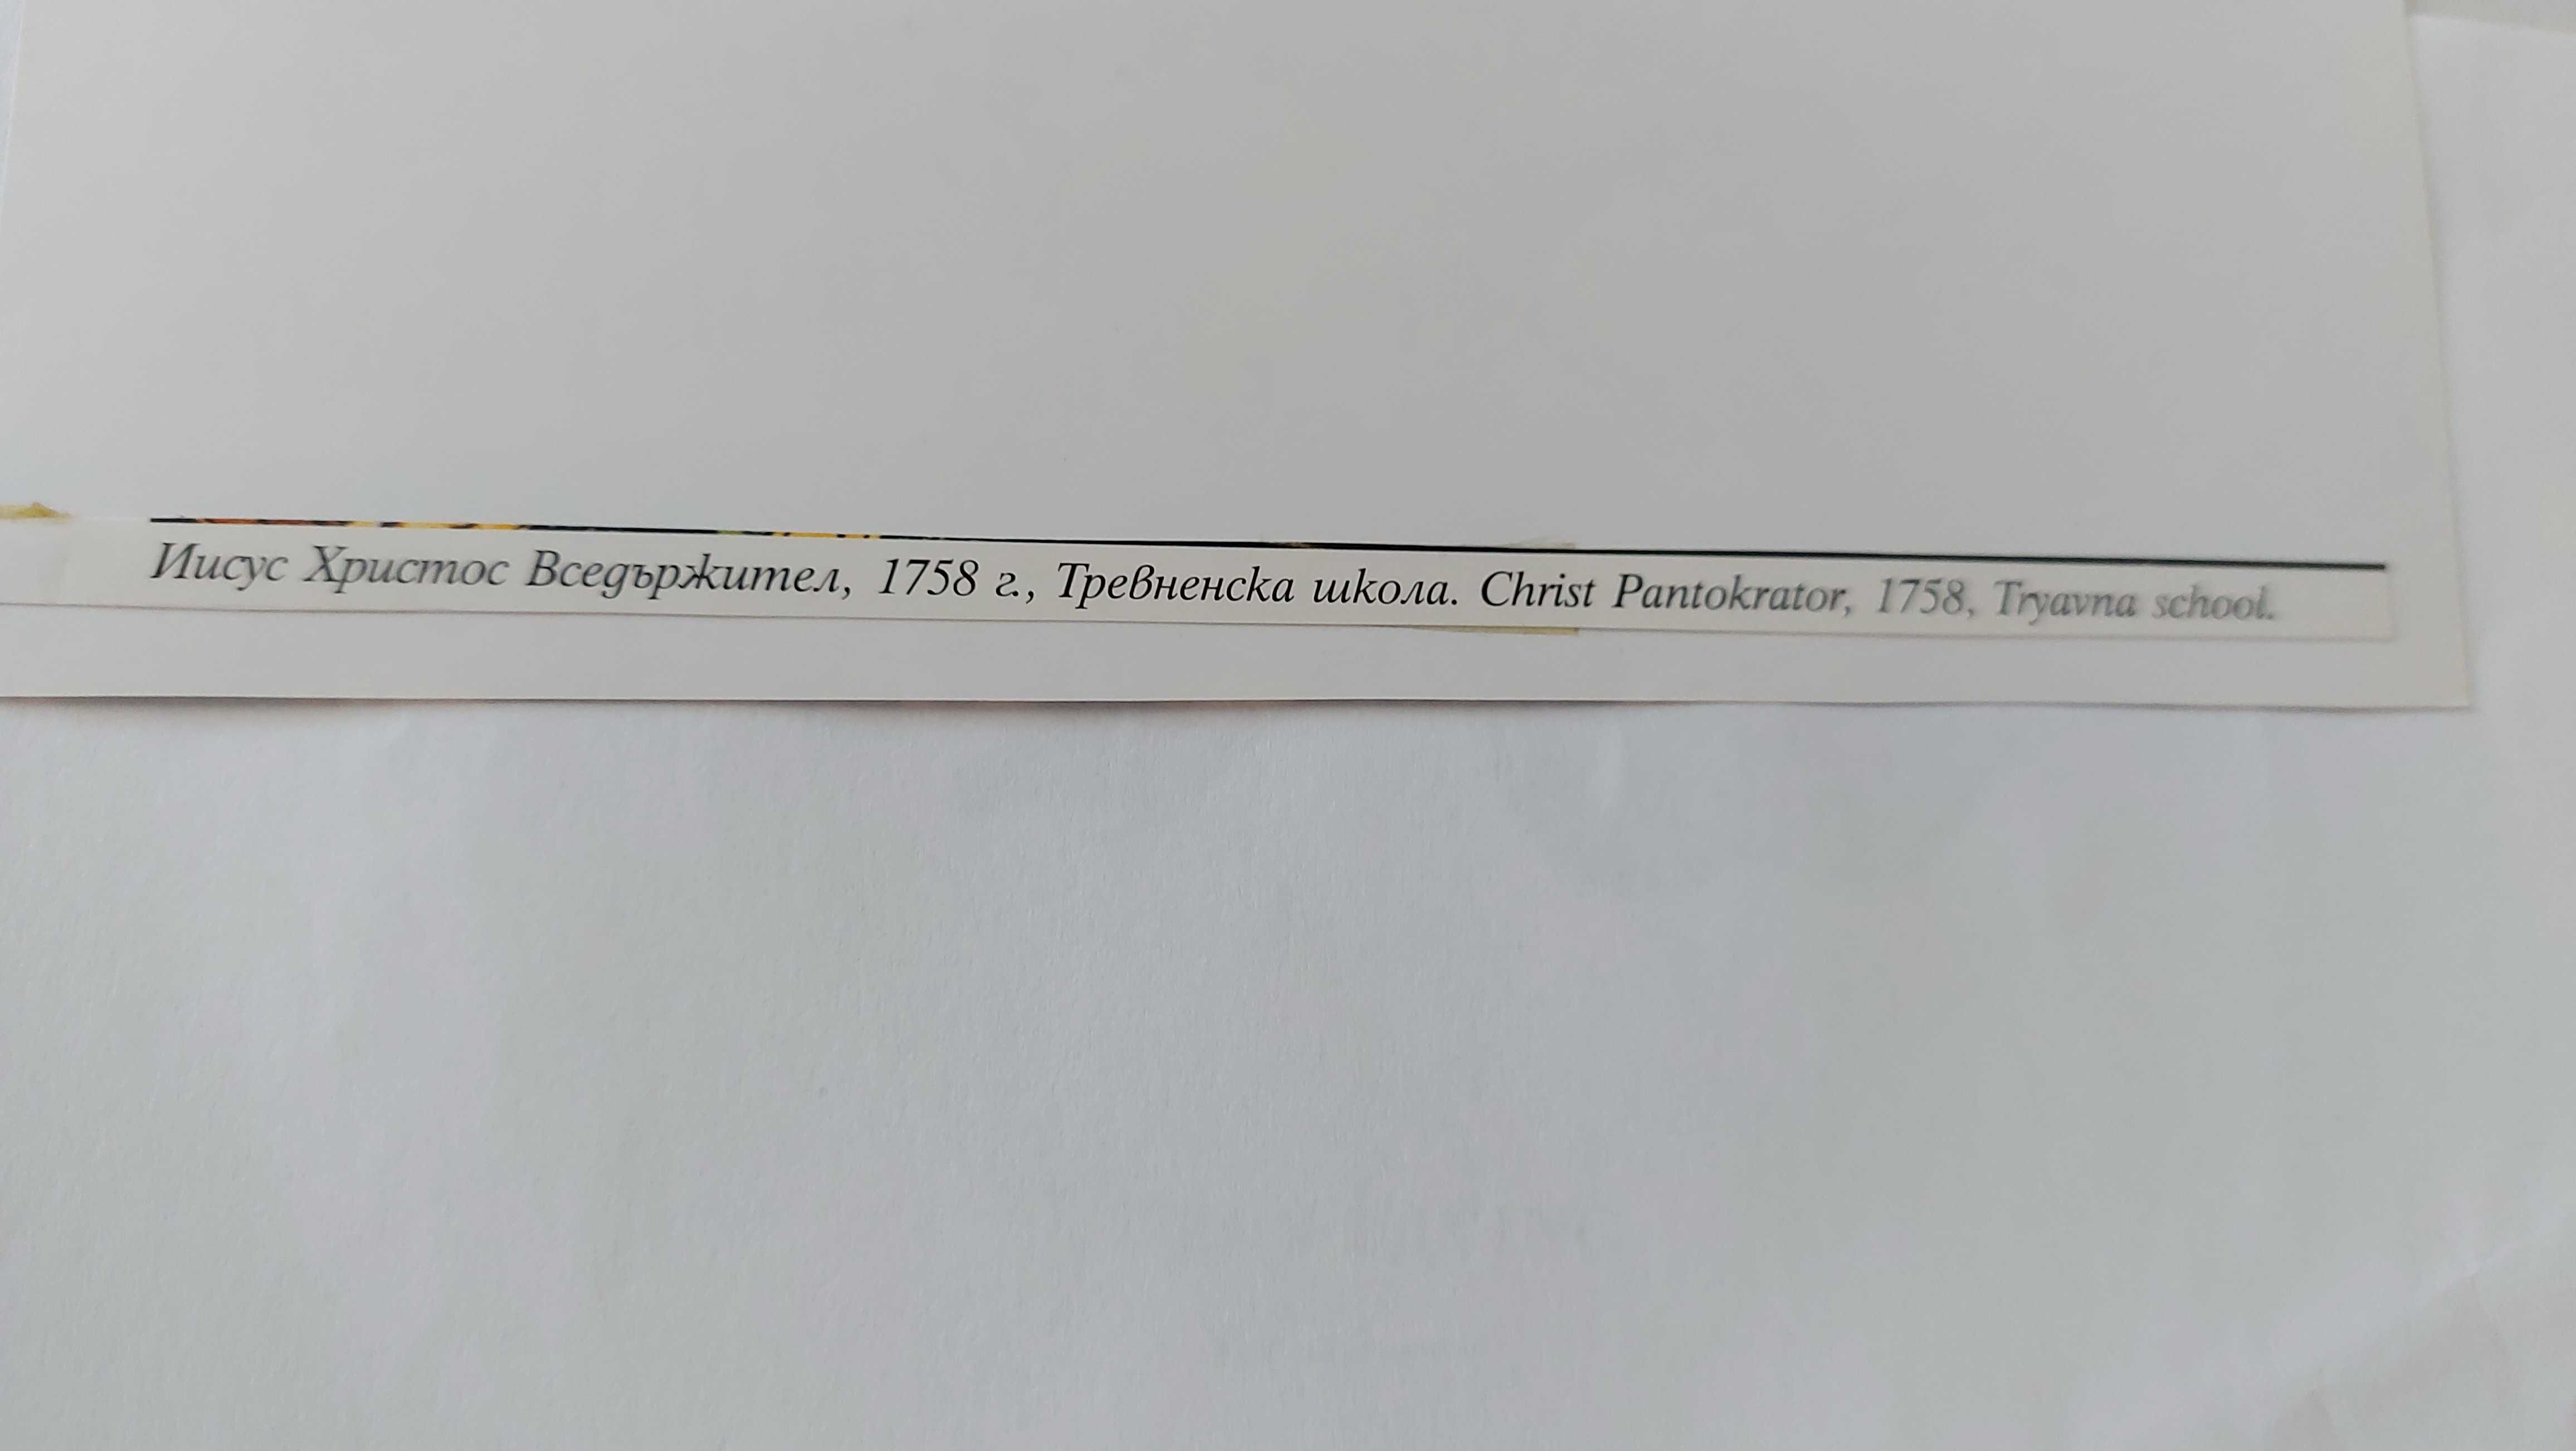 Иисус Христос Вседържител, 1758 г., Тревненска школа. Christ Pantokrator, 1758, Tryavna school.